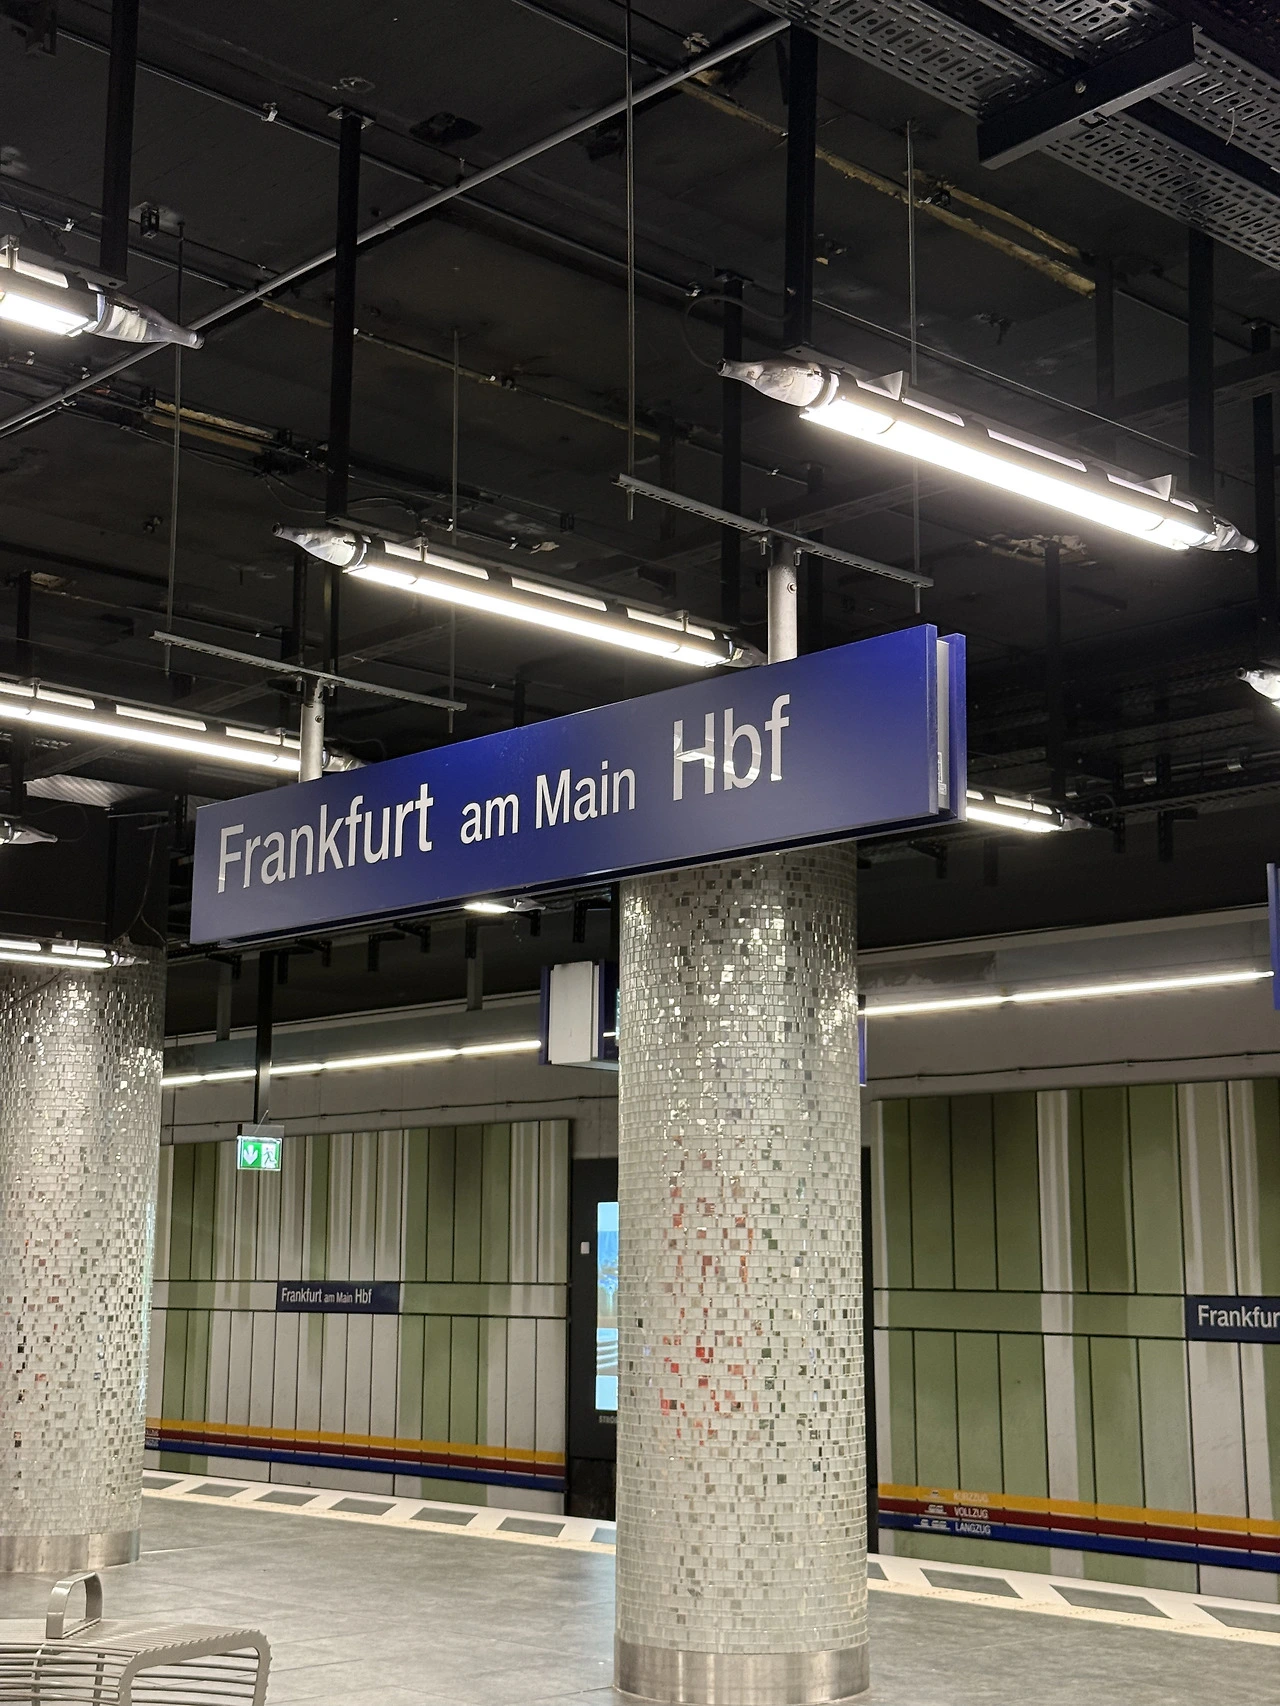 Frankfurt am Main Hbf
Frankfurt am Main Hbf
Frankfur
KURZZUG
VOLLZUG
LANGZUG